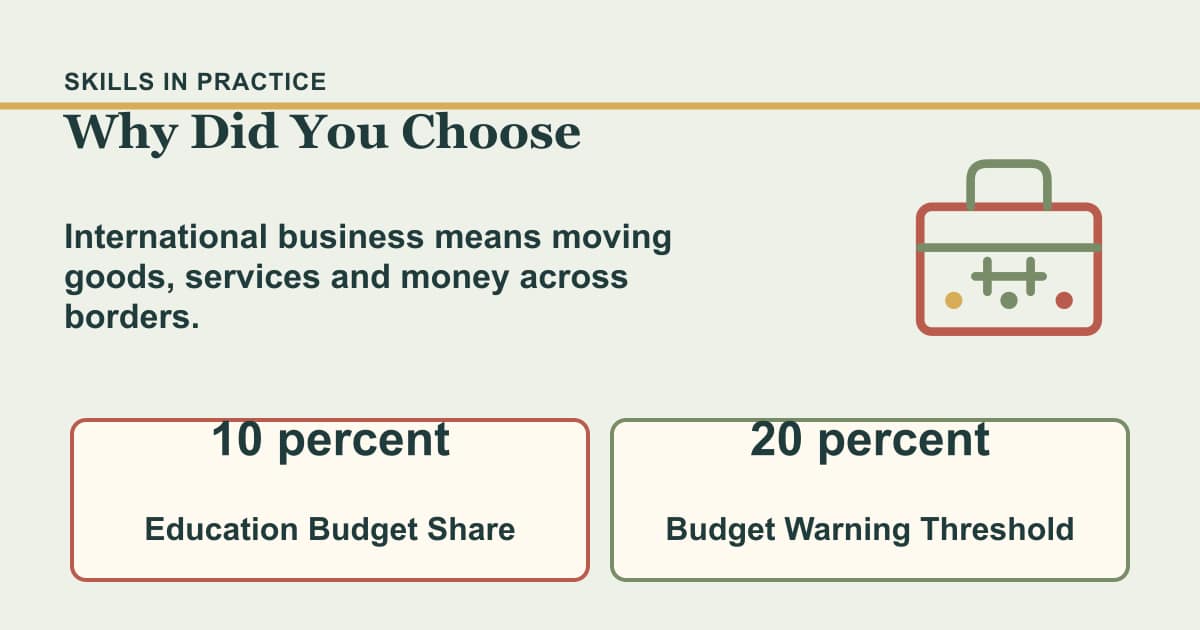 SKILLS IN PRACTICE
Why Did You Choose
International business means moving
goods, services and money across
borders.
10 percent
Education Budget Share
20 percent
Budget Warning Threshold